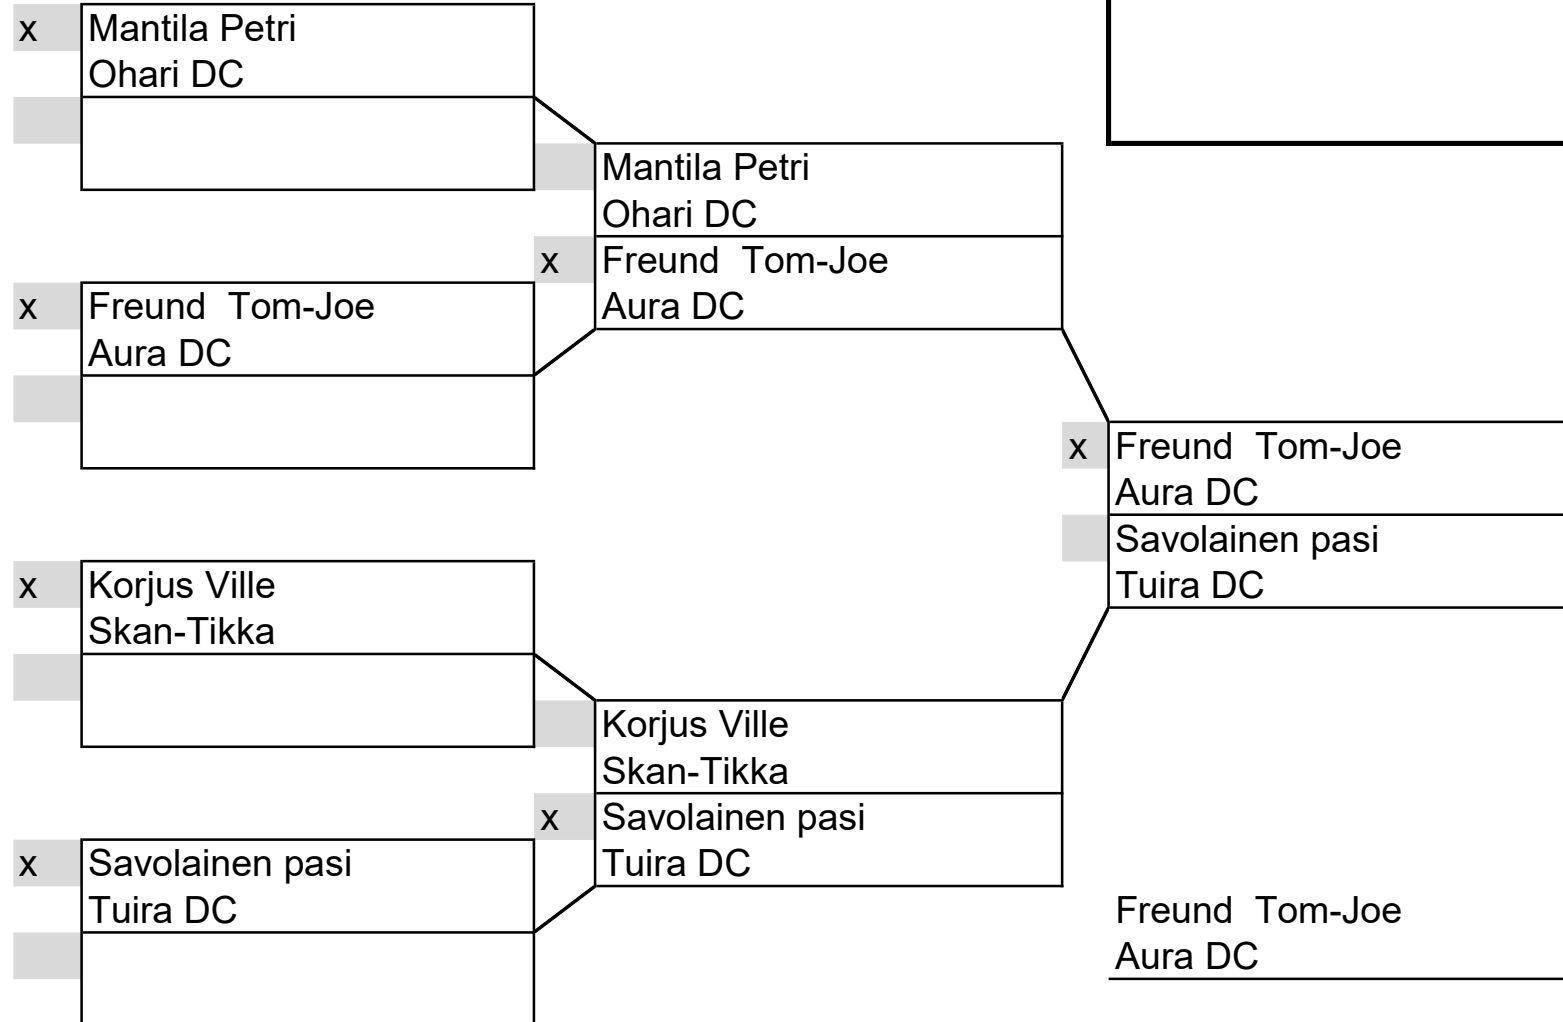 x Mantila Petri
Ohari DC
Mantila Petri
Ohari DC
x Freund  Tom-Joe
Aura DC
x Freund  Tom-Joe
Aura DC
x Freund  Tom-Joe
Aura DC
Savolainen pasi
Tuira DC
x Korjus Ville
Skan-Tikka
Korjus Ville
Skan-Tikka
x Savolainen pasi
Tuira DC
x Savolainen pasi
Tuira DC
Freund  Tom-Joe
Aura DC